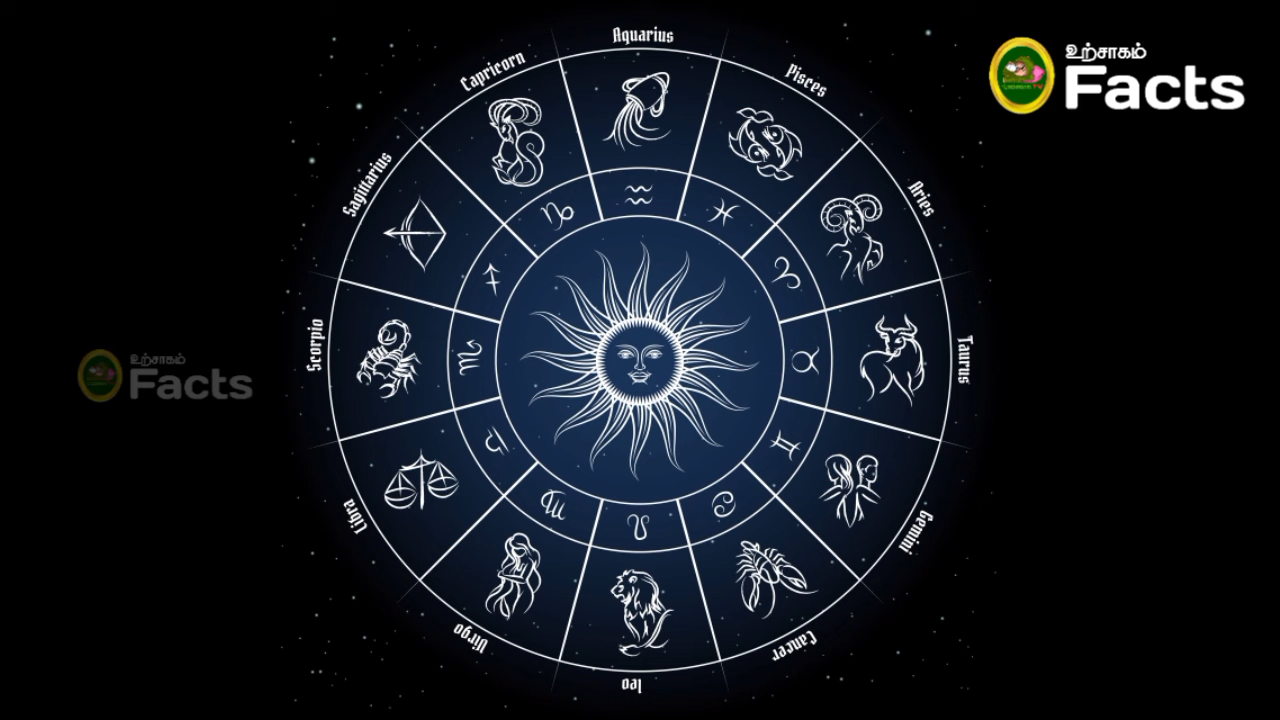 Aquarius
Pisces
Aries
Taurus
Gemini
Cancer
Leo
Virgo
Libra
Scorpio
Sagittarius
Capricorn
உற்சாகம்
Facts
உற்சாகம்
Facts